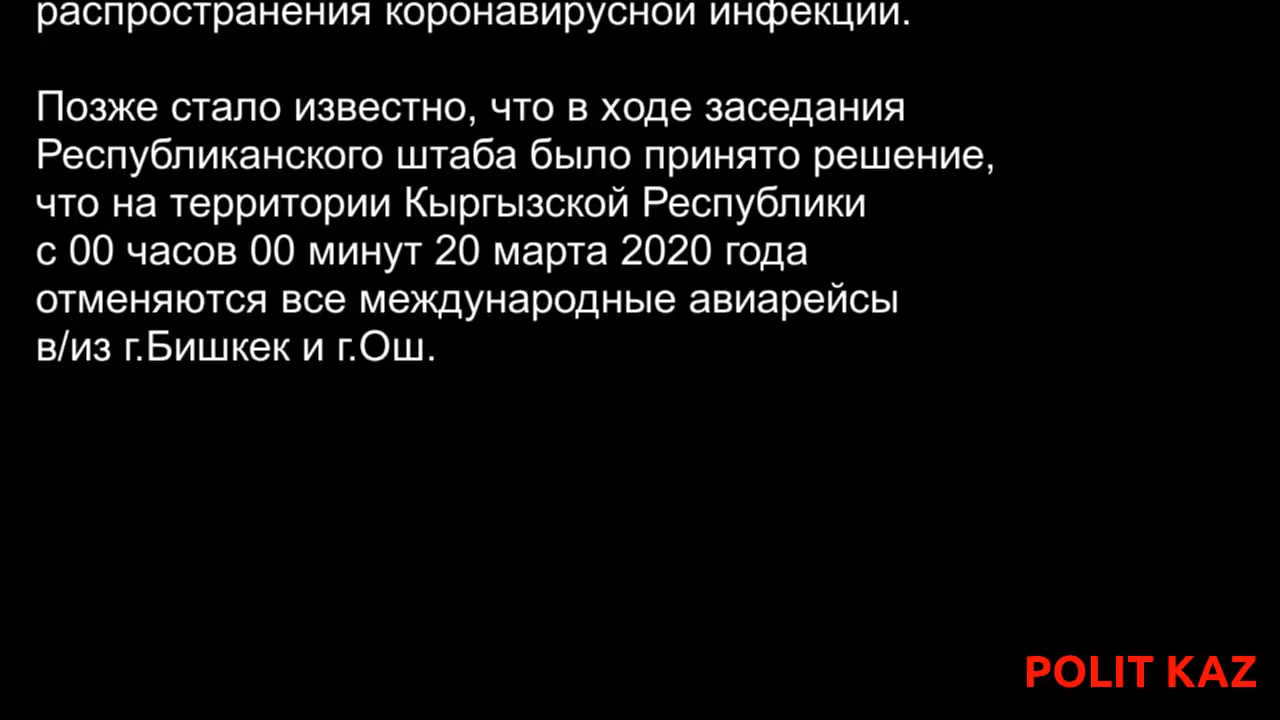 распространения коронавирусной инфекции.
Позже стало известно, что в ходе заседания
Республиканского штаба было принято решение,
что на территории Кыргызской Республики
с 00 часов 00 минут 20 марта 2020 года
отменяются все международные авиарейсы
в/из г.Бишкек и г.Ош.
POLIT KAZ